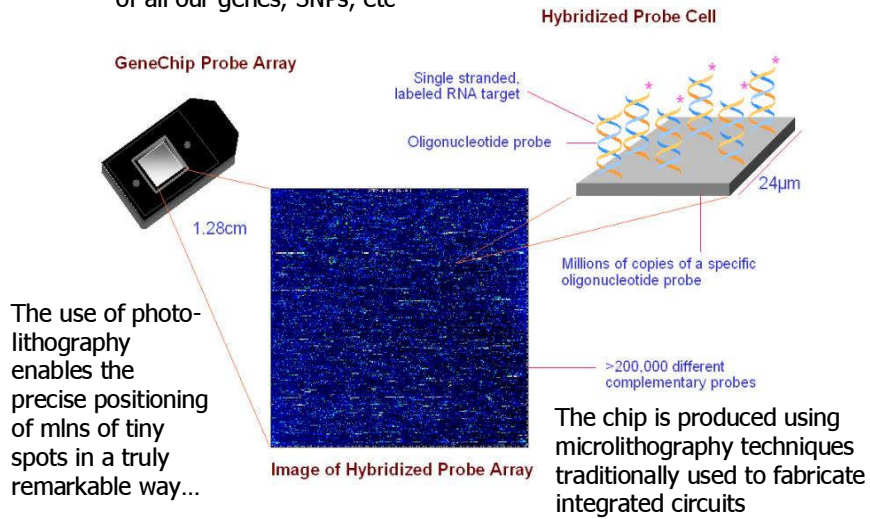 of all our genes, SNPs, etc
Hybridized Probe Cell
GeneChip Probe Array
Single stranded,
labeled RNA target
*
*
*
*
*
*
Oligonucleotide probe
24µm
1.28cm
Millions of copies of a specific
oligonucleotide probe
The use of photo-
lithography
enables the
precise positioning
of mlns of tiny
spots in a truly
remarkable way…
>200,000 different
complementary probes
The chip is produced using
microlithography techniques
traditionally used to fabricate
integrated circuits
Image of Hybridized Probe Array